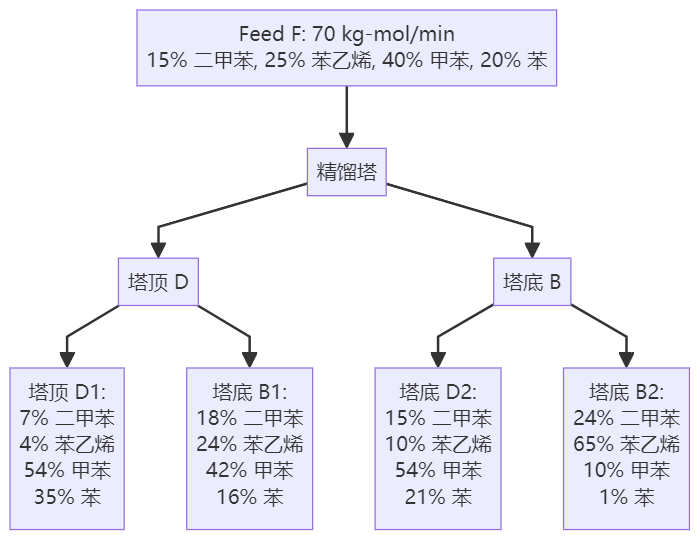 Feed F: 70 kg-mol/min
15% 二甲苯, 25% 苯乙烯, 40% 甲苯, 20% 苯
精馏塔
塔顶 D
塔底 B
塔顶 D1:
7% 二甲苯
4% 苯乙烯
54% 甲苯
35% 苯
塔底 B1:
18% 二甲苯
24% 苯乙烯
42% 甲苯
16% 苯
塔底 D2:
15% 二甲苯
10% 苯乙烯
54% 甲苯
21% 苯
塔底 B2:
24% 二甲苯
65% 苯乙烯
10% 甲苯
1% 苯